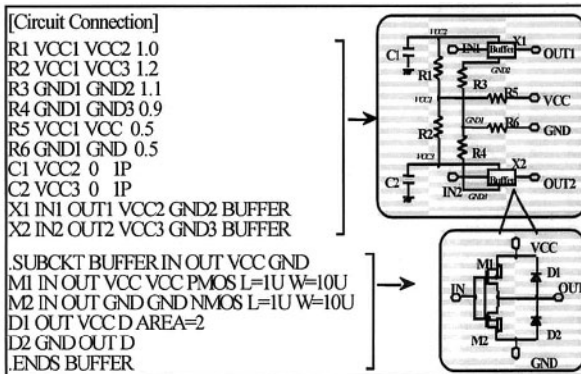 [Circuit Connection]
R1 VCC1 VCC2 1.0
R2 VCC1 VCC3 1.2
R3 GND1 GND2 1.1
R4 GND1 GND3 0.9
R5 VCC1 VCC 0.5
R6 GND1 GND 0.5
C1 VCC2 0 1P
C2 VCC3 0 1P
X1 IN1 OUT1 VCC2 GND2 BUFFER
X2 IN2 OUT2 VCC3 GND3 BUFFER
.SUBCKT BUFFER IN OUT VCC GND
M1 IN OUT VCC VCC PMOS L=1U W=10U
M2 IN OUT GND GND NMOS L=1U W=10U
D1 OUT VCC D AREA=2
D2 GND OUT D
.ENDS BUFFER
VCC2
X1
IN1
Buffer
OUT1
C1
R1
GND2
R3
R5
VCC1
VCC
R6
GND1
GND
R2
R4
VCC3
X2
C2
Buffer
OUT2
IN2
VCC
M1
D1
IN
OUT
D2
M2
GND